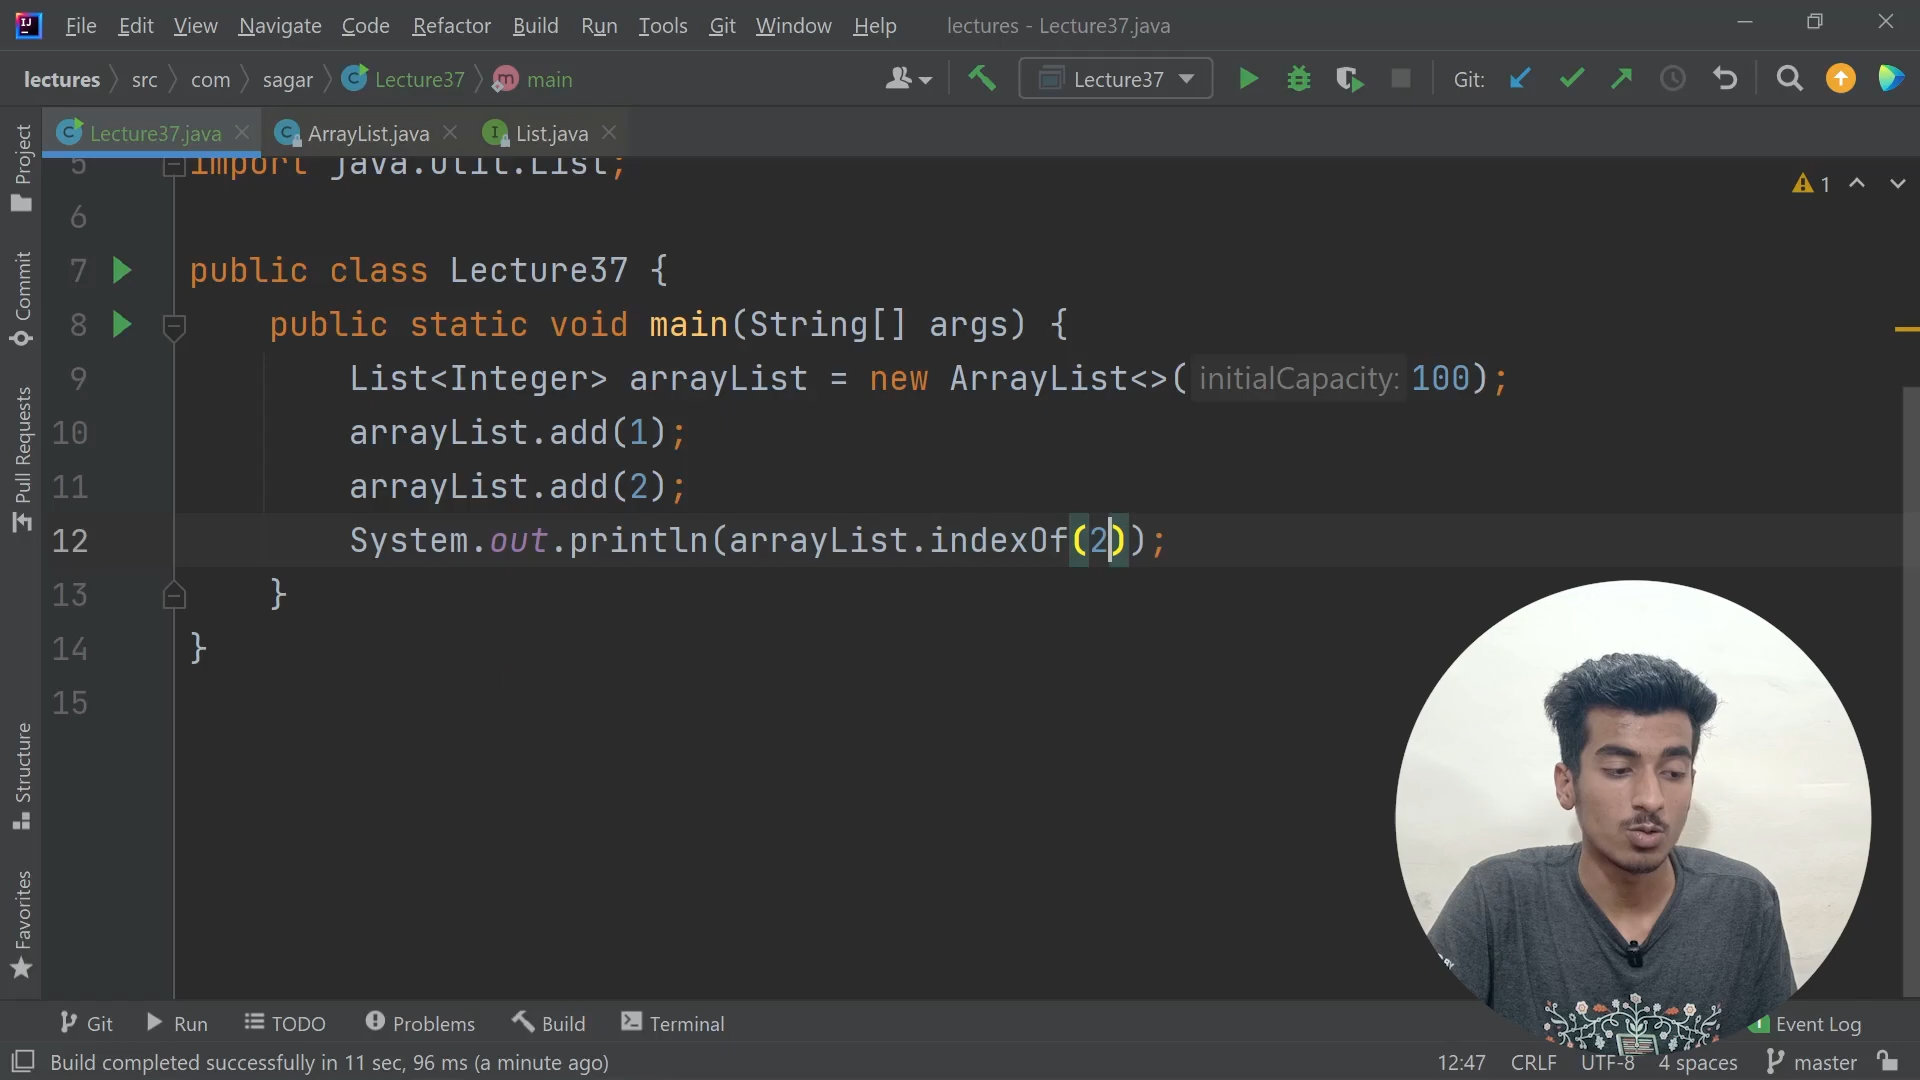 File Edit View Navigate Code Refactor Build Run Tools Git Window Help lectures - Lecture37.java
lectures src com sagar Lecture37 main Lecture37 Git:
Lecture37.java ArrayList.java List.java
Project
Commit
Pull Requests
Structure
Favorites
1
5 import java.util.List;
6
7 public class Lecture37 {
8 public static void main(String[] args) {
9 List<Integer> arrayList = new ArrayList<>( initialCapacity: 100);
10 arrayList.add(1);
11 arrayList.add(2);
12 System.out.println(arrayList.indexOf(2));
13 }
14 }
15
Git Run TODO Problems Build Terminal Event Log
Build completed successfully in 11 sec, 96 ms (a minute ago) 12:47 CRLF UTF-8 4 spaces master